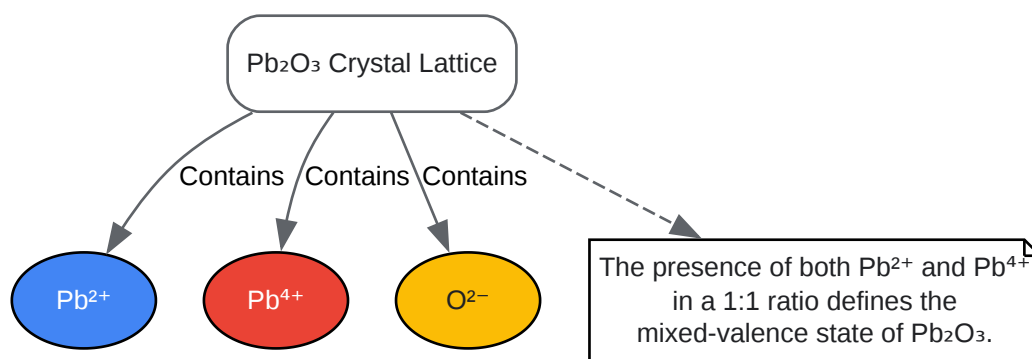 Pb₂O₃ Crystal Lattice
Contains
Contains
Contains
Pb²⁺
Pb⁴⁺
O²⁻
The presence of both Pb²⁺ and Pb⁴⁺
in a 1:1 ratio defines the
mixed-valence state of Pb₂O₃.